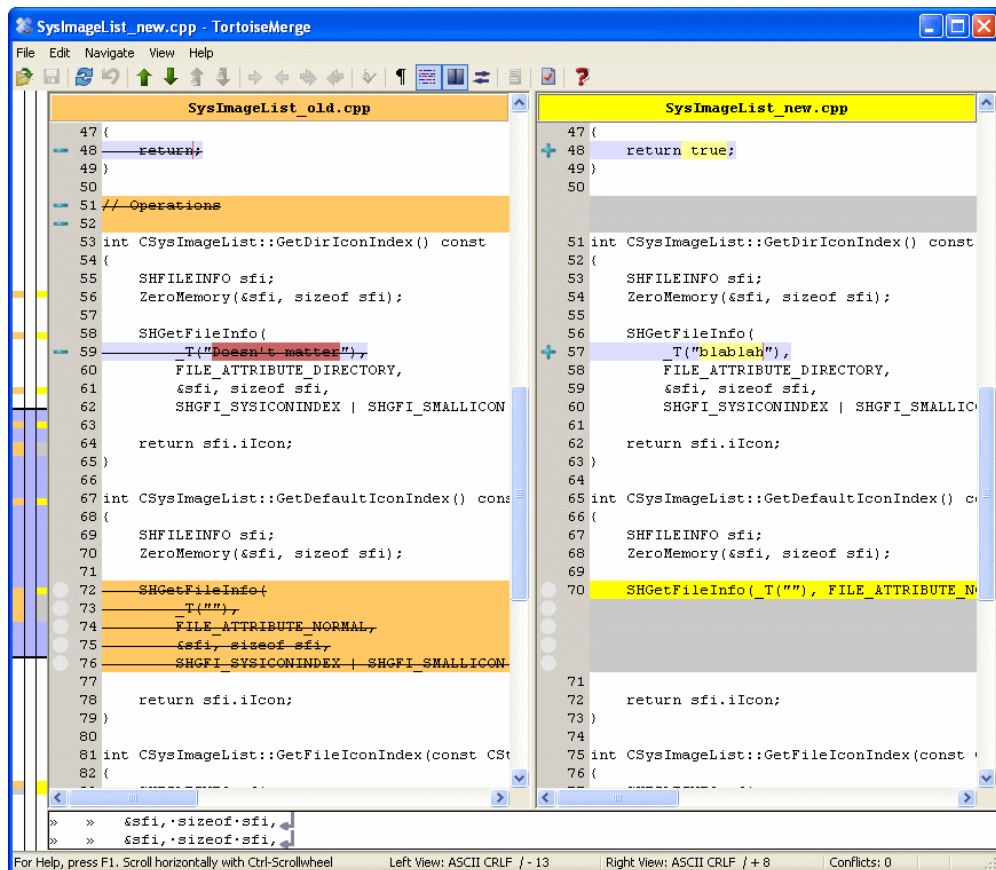 SysImageList_new.cpp - TortoiseMerge
File Edit Navigate View Help
SysImageList_old.cpp
47 {
48     return;
49 }
50
51 // Operations
52
53 int CSysImageList::GetDirIconIndex() const
54 {
55     SHFILEINFO sfi;
56     ZeroMemory(&sfi, sizeof sfi);
57
58     SHGetFileInfo(
59         _T("Doesn't matter"),
60         FILE_ATTRIBUTE_DIRECTORY,
61         &sfi, sizeof sfi,
62         SHGFI_SYSICONINDEX | SHGFI_SMALLICON
63
64     return sfi.iIcon;
65 }
66
67 int CSysImageList::GetDefaultIconIndex() cons
68 {
69     SHFILEINFO sfi;
70     ZeroMemory(&sfi, sizeof sfi);
71
72     SHGetFileInfo(
73         _T(""),
74         FILE_ATTRIBUTE_NORMAL,
75         &sfi, sizeof sfi,
76         SHGFI_SYSICONINDEX | SHGFI_SMALLICON
77
78     return sfi.iIcon;
79 }
80
81 int CSysImageList::GetFileIconIndex(const CSt
82 {
SysImageList_new.cpp
47 {
48     return true;
49 }
50
51 int CSysImageList::GetDirIconIndex() const
52 {
53     SHFILEINFO sfi;
54     ZeroMemory(&sfi, sizeof sfi);
55
56     SHGetFileInfo(
57         _T("blablah"),
58         FILE_ATTRIBUTE_DIRECTORY,
59         &sfi, sizeof sfi,
60         SHGFI_SYSICONINDEX | SHGFI_SMALLIC
61
62     return sfi.iIcon;
63 }
64
65 int CSysImageList::GetDefaultIconIndex() c
66 {
67     SHFILEINFO sfi;
68     ZeroMemory(&sfi, sizeof sfi);
69
70     SHGetFileInfo(_T(""), FILE_ATTRIBUTE_N
71
72     return sfi.iIcon;
73 }
74
75 int CSysImageList::GetFileIconIndex(const
76 {
»   »   &sfi,·sizeof·sfi,
»   »   &sfi,·sizeof·sfi,
For Help, press F1. Scroll horizontally with Ctrl-Scrollwheel Left View: ASCII CRLF / - 13 Right View: ASCII CRLF / + 8 Conflicts: 0